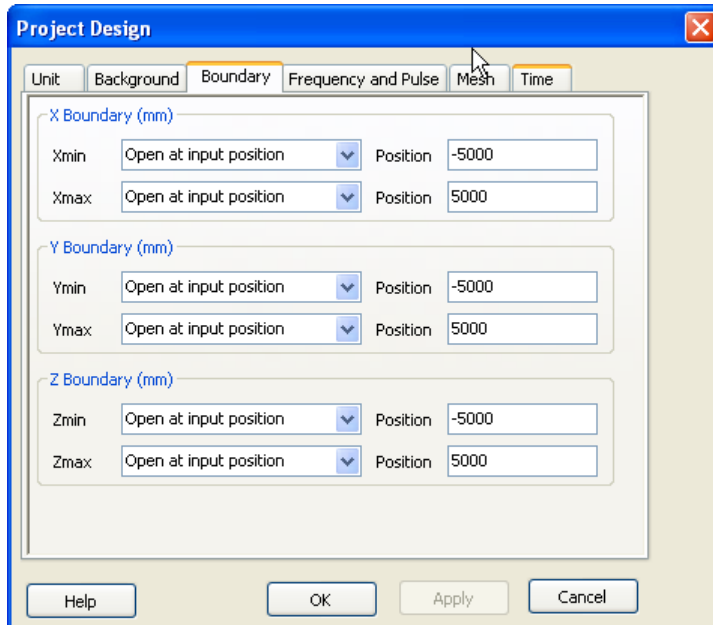 Project Design
Unit Background Boundary Frequency and Pulse Mesh Time
X Boundary (mm)
Xmin Open at input position Position -5000
Xmax Open at input position Position 5000
Y Boundary (mm)
Ymin Open at input position Position -5000
Ymax Open at input position Position 5000
Z Boundary (mm)
Zmin Open at input position Position -5000
Zmax Open at input position Position 5000
Help OK Apply Cancel